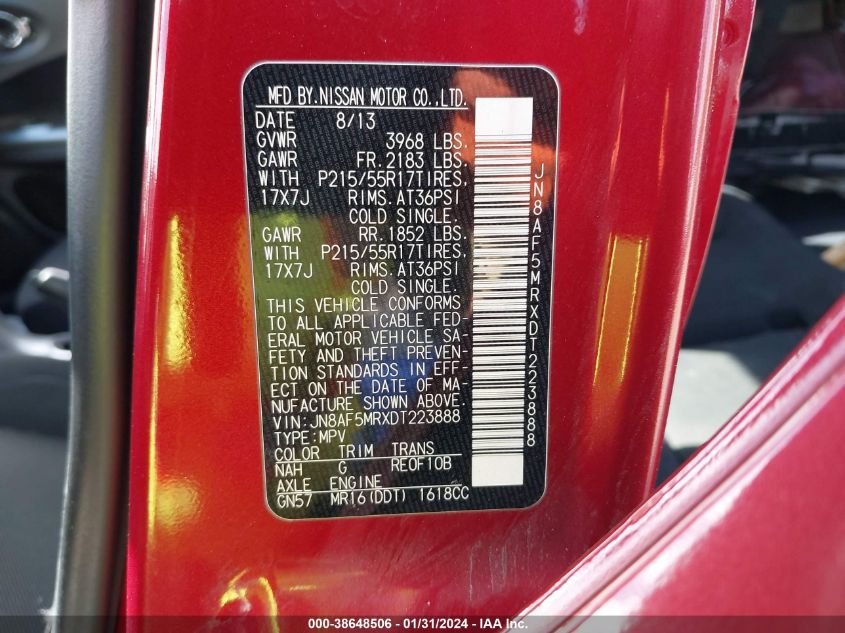 MFD BY.NISSAN MOTOR CO.,LTD.
DATE 8/13
GVWR 3968 LBS.
GAWR FR.2183 LBS.
WITH P215/55R17TIRES,
17X7J RIMS.AT36PSI
COLD SINGLE.
GAWR RR.1852 LBS.
WITH P215/55R17TIRES,
17X7J RIMS.AT36PSI
COLD SINGLE.
THIS VEHICLE CONFORMS
TO ALL APPLICABLE FED-
ERAL MOTOR VEHICLE SA-
FETY AND THEFT PREVEN-
TION STANDARDS IN EFF-
ECT ON THE DATE OF MA-
NUFACTURE SHOWN ABOVE.
VIN:JN8AF5MRXDT223888
TYPE:MPV
COLOR TRIM TRANS
NAH G RE0F10B
AXLE ENGINE
GN57 MR16(DDT) 1618CC
JN8AF5MRXDT223888
000-38648506 - 01/31/2024 - IAA Inc.